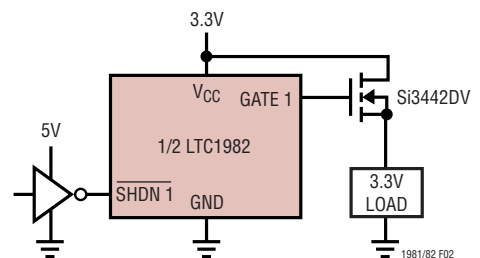 3.3V
VCC
GATE 1
Si3442DV
5V
1/2 LTC1982
SHDN 1
GND
3.3V
LOAD
1981/82 F02